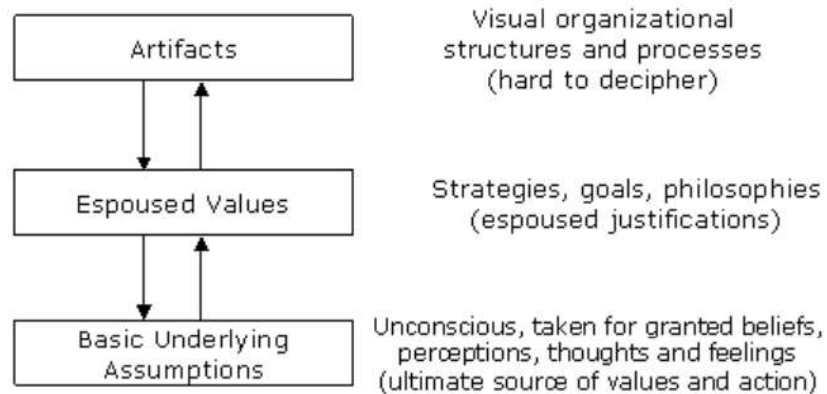 Artifacts
Visual organizational
structures and processes
(hard to decipher)
Espoused Values
Strategies, goals, philosophies
(espoused justifications)
Basic Underlying
Assumptions
Unconscious, taken for granted beliefs,
perceptions, thoughts and feelings
(ultimate source of values and action)